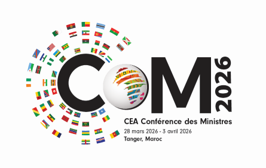 COM 2026
CEA Conférence des Ministres
28 mars 2026 - 3 avril 2026
Tanger, Maroc